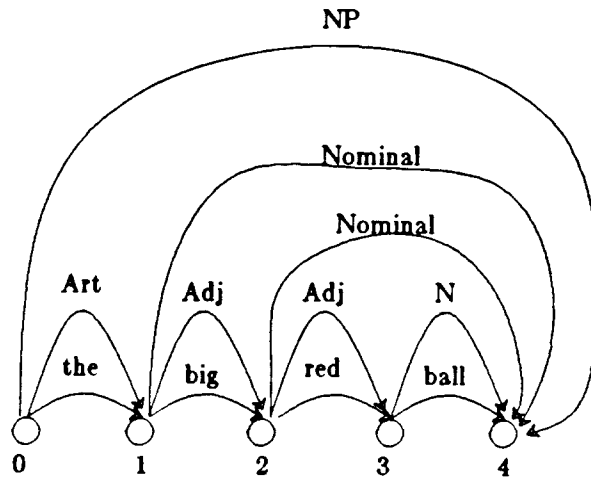 NP
Nominal
Nominal
Art Adj Adj N
the big red ball
0 1 2 3 4